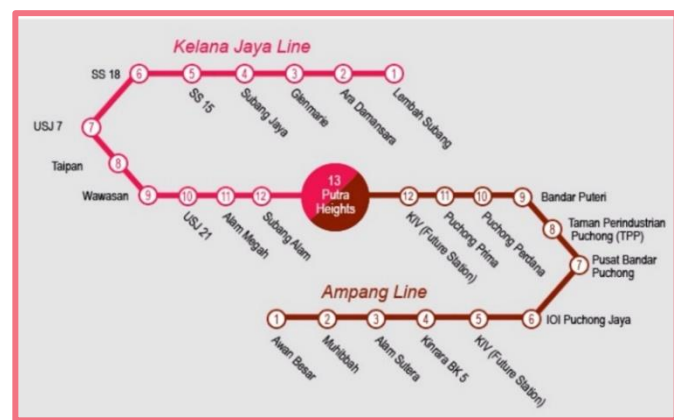 Kelana Jaya Line
SS 18
6
5
4
3
2
1
SS 15
Subang Jaya
Glenmarie
Ara Damansara
Lembah Subang
USJ 7
7
Taipan
8
Wawasan
9
10
11
12
USJ 21
Alam Megah
Subang Alam
13
Putra
Heights
12
11
10
9
KIV (Future Station)
Puchong Prima
Puchong Perdana
Bandar Puteri
8
Taman Perindustrian
Puchong (TPP)
7
Pusat Bandar
Puchong
Ampang Line
1
2
3
4
5
6
IOI Puchong Jaya
Awan Besar
Muhibbah
Alam Sutera
Kinrara BK 5
KIV (Future Station)